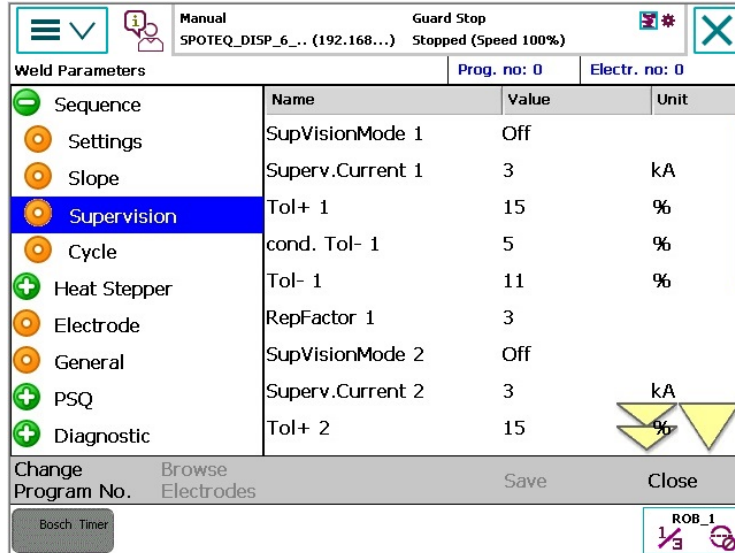 Manual Guard Stop
SPOTEQ_DISP_6_.. (192.168...) Stopped (Speed 100%)
Weld Parameters Prog. no: 0 Electr. no: 0
Sequence
Settings
Slope
Supervision
Cycle
Heat Stepper
Electrode
General
PSQ
Diagnostic
Name Value Unit
SupVisionMode 1 Off
Superv.Current 1 3 kA
Tol+ 1 15 %
cond. Tol- 1 5 %
Tol- 1 11 %
RepFactor 1 3
SupVisionMode 2 Off
Superv.Current 2 3 kA
Tol+ 2 15 %
Change Program No. Browse Electrodes Save Close
Bosch Timer
ROB_1
1/3